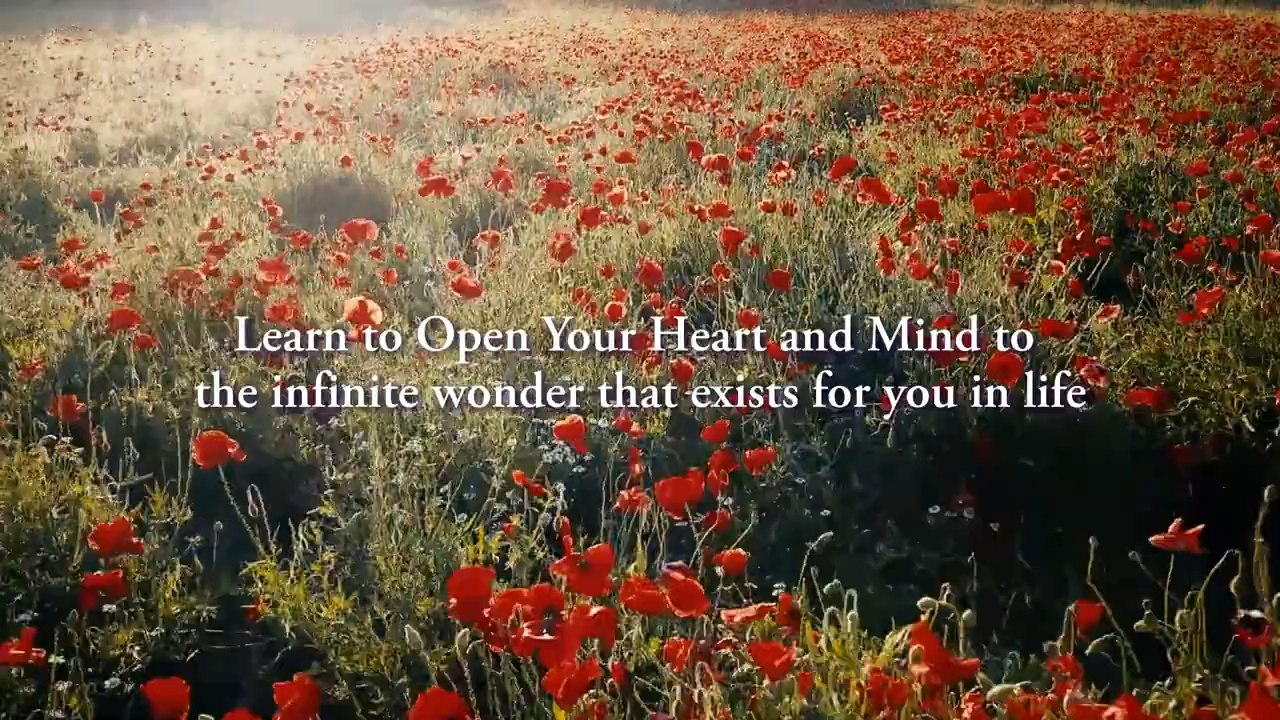 Learn to Open Your Heart and Mind to
the infinite wonder that exists for you in life